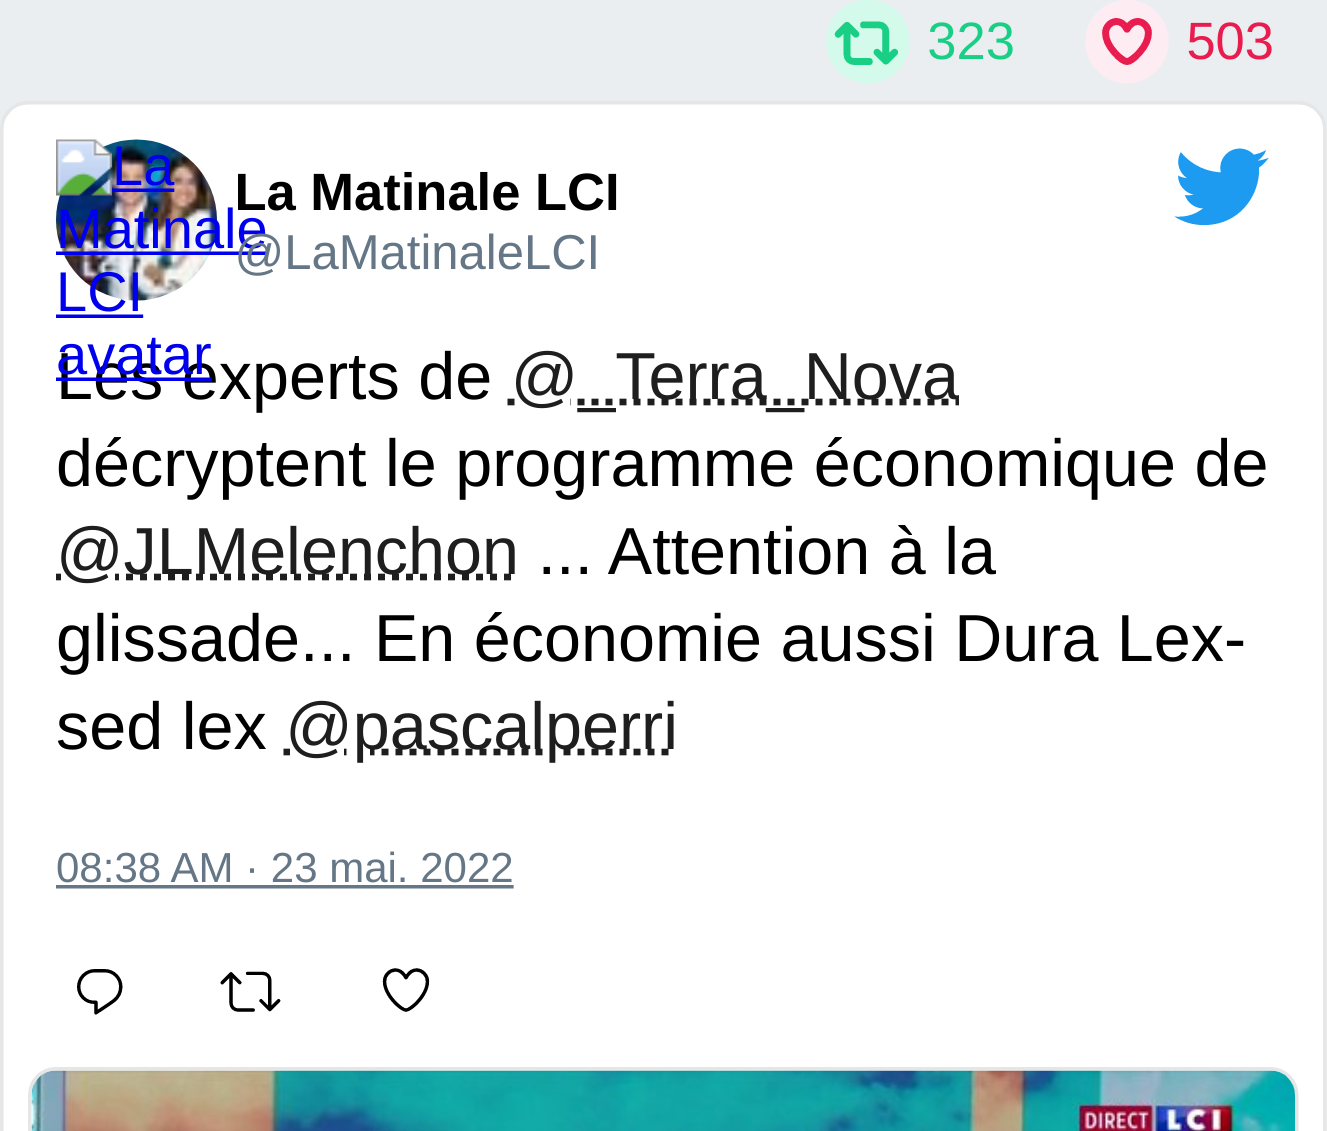 323 503
La Matinale LCI avatar
La Matinale LCI
@LaMatinaleLCI
Les experts de @_Terra_Nova
décryptent le programme économique de
@JLMelenchon ... Attention à la
glissade... En économie aussi Dura Lex-
sed lex @pascalperri
08:38 AM · 23 mai. 2022
DIRECT LCI